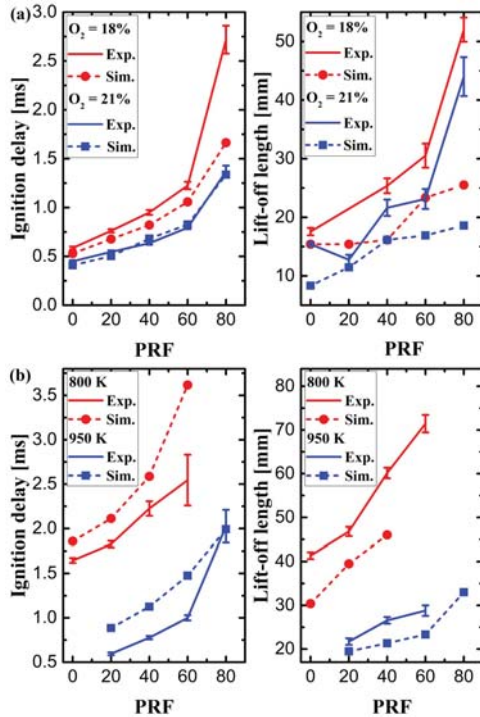 (a)
O₂ = 18%
Exp.
Sim.
O₂ = 21%
Exp.
Sim.
Ignition delay [ms]
3.0
2.5
2.0
1.5
1.0
0.5
0.0
0 20 40 60 80
PRF
O₂ = 18%
Exp.
Sim.
O₂ = 21%
Exp.
Sim.
Lift-off length [mm]
50
40
30
20
10
0 20 40 60 80
PRF
(b)
800 K
Exp.
Sim.
950 K
Exp.
Sim.
Ignition delay [ms]
3.5
3.0
2.5
2.0
1.5
1.0
0.5
0 20 40 60 80
PRF
800 K
Exp.
Sim.
950 K
Exp.
Sim.
Lift-off length [mm]
80
70
60
50
40
30
20
0 20 40 60 80
PRF